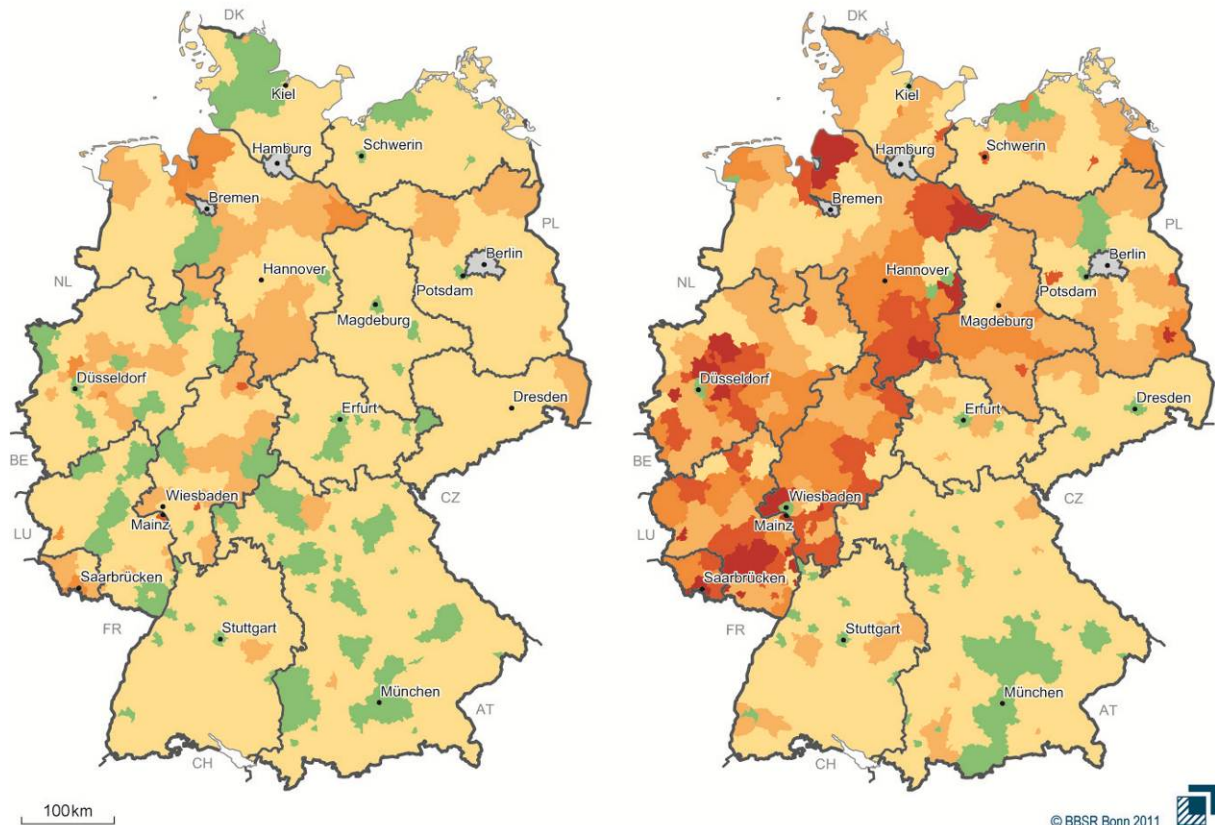 DK
Kiel
Hamburg
Schwerin
Bremen
PL
Berlin
Hannover
Potsdam
NL
Magdeburg
Düsseldorf
Erfurt
Dresden
BE
Wiesbaden
CZ
Mainz
LU
Saarbrücken
FR
Stuttgart
München
AT
CH
100km
DK
Kiel
Hamburg
Schwerin
Bremen
PL
Berlin
Hannover
Potsdam
NL
Magdeburg
Düsseldorf
Erfurt
Dresden
BE
Wiesbaden
CZ
Mainz
LU
Saarbrücken
FR
Stuttgart
München
AT
CH
© BBSR Bonn 2011